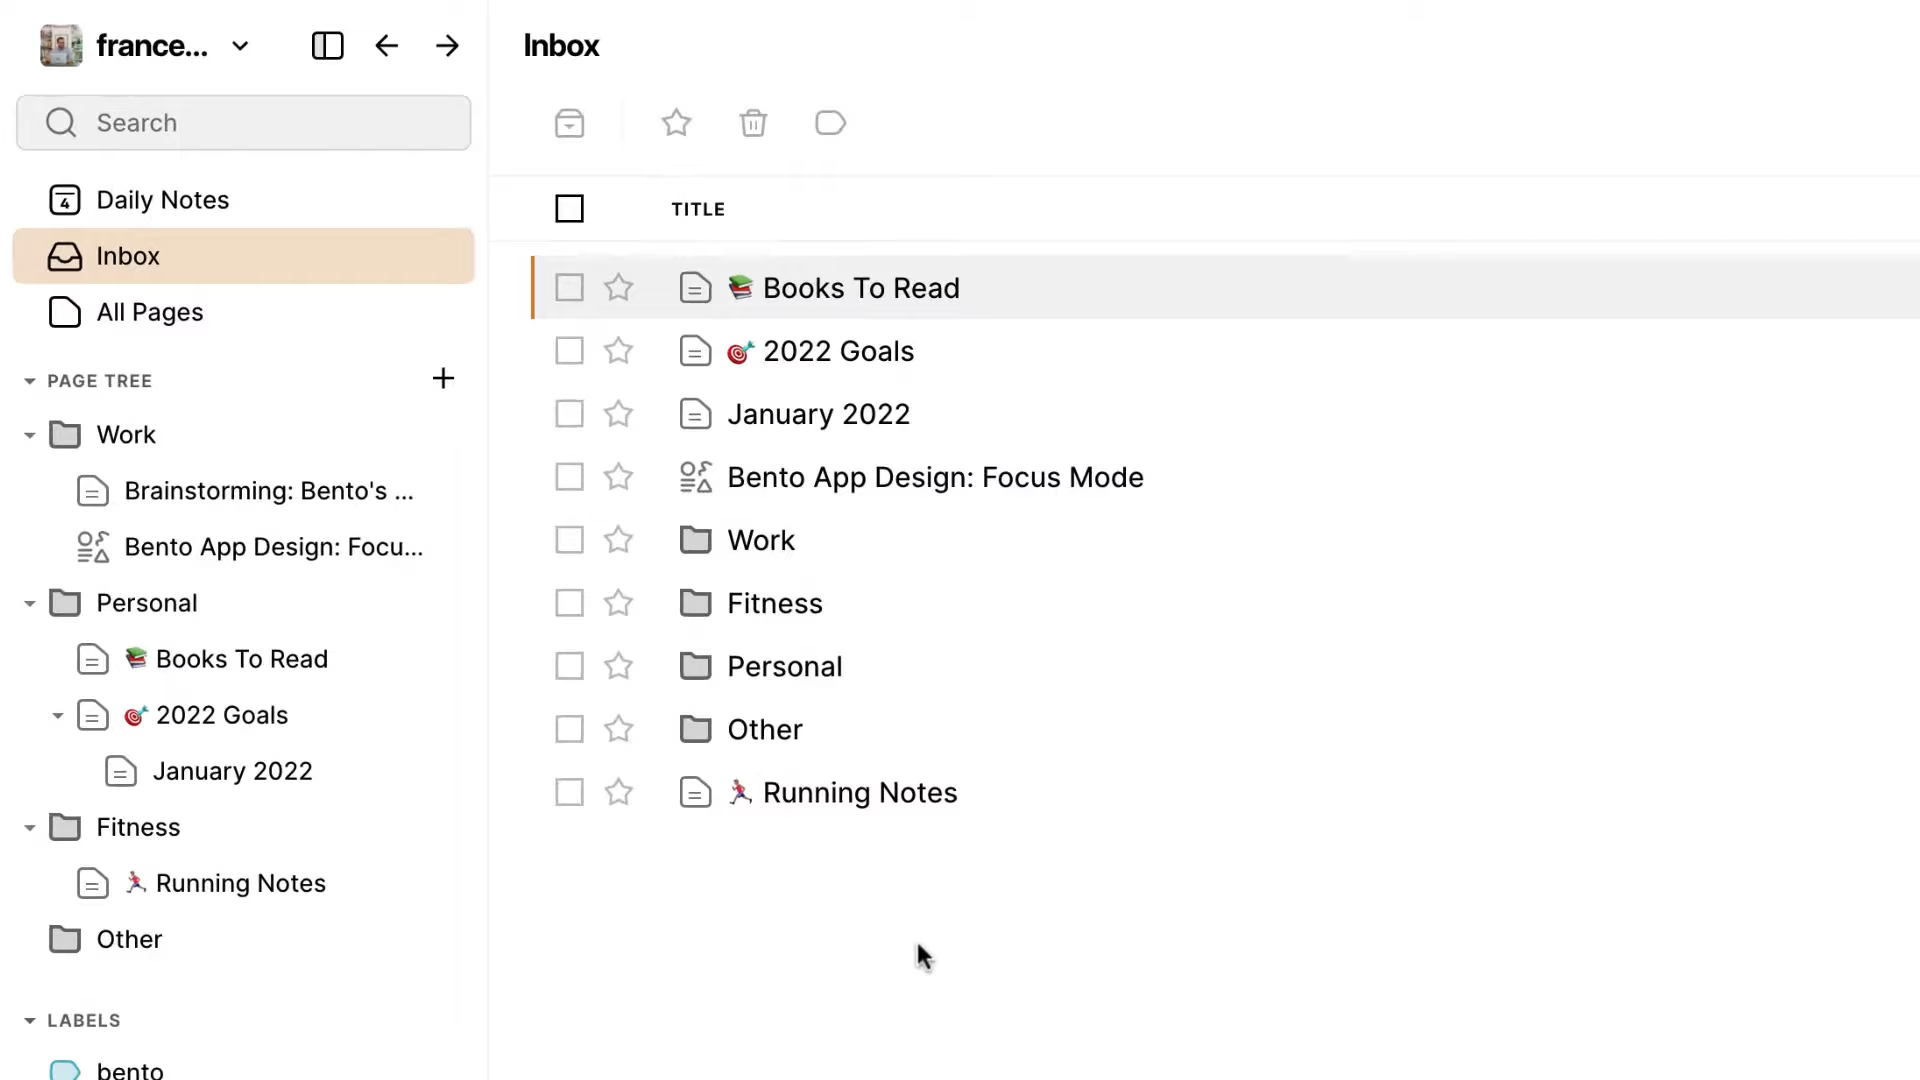 france...
Search
4
Daily Notes
Inbox
All Pages
PAGE TREE
Work
Brainstorming: Bento's ...
Bento App Design: Focu...
Personal
📚 Books To Read
🎯 2022 Goals
January 2022
Fitness
🏃 Running Notes
Other
LABELS
bento
Inbox
TITLE
📚 Books To Read
🎯 2022 Goals
January 2022
Bento App Design: Focus Mode
Work
Fitness
Personal
Other
🏃 Running Notes